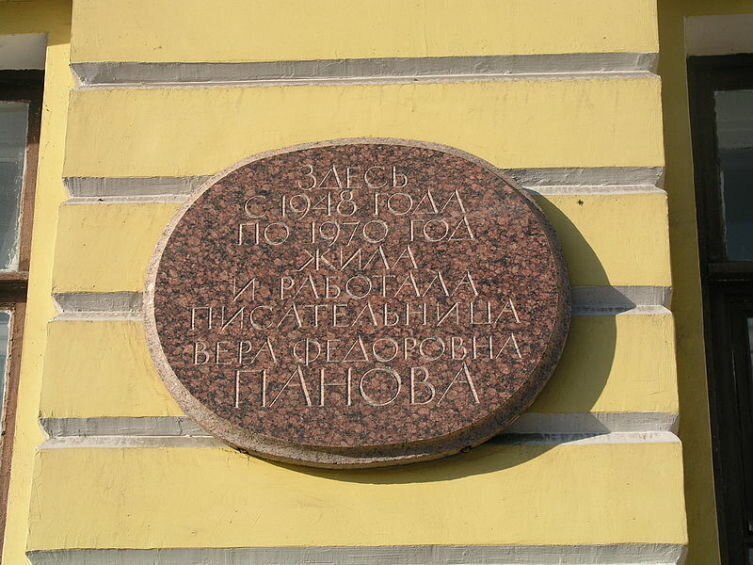 ЗДЕСЬ
С 1948 ГОДА
ПО 1970 ГОД
ЖИЛА
И РАБОТАЛА
ПИСАТЕЛЬНИЦА
ВЕРА ФЕДОРОВНА
ПАНОВА